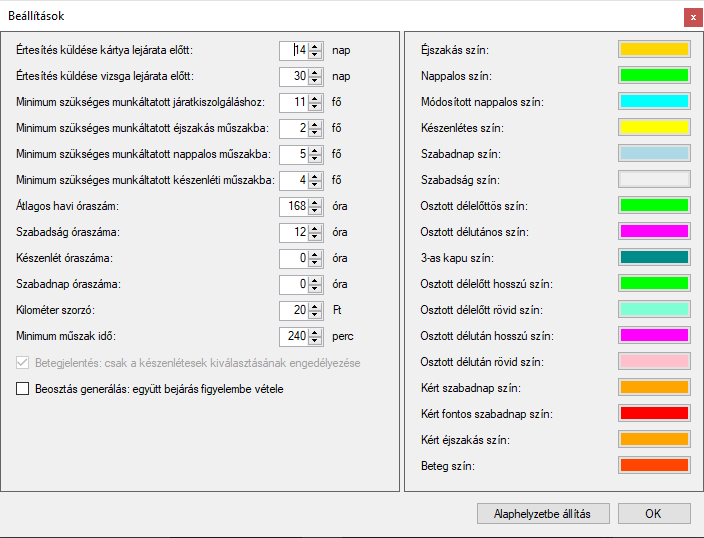 Beállítások
x
Értesítés küldése kártya lejárata előtt: 14 nap
Értesítés küldése vizsga lejárata előtt: 30 nap
Minimum szükséges munkáltatott járatkiszolgáláshoz: 11 fő
Minimum szükséges munkáltatott éjszakás műszakba: 2 fő
Minimum szükséges munkáltatott nappalos műszakba: 5 fő
Minimum szükséges munkáltatott készenléti műszakba: 4 fő
Átlagos havi óraszám: 168 óra
Szabadság óraszáma: 12 óra
Készenlét óraszáma: 0 óra
Szabadnap óraszáma: 0 óra
Kilométer szorzó: 20 Ft
Minimum műszak idő: 240 perc
Betegjelentés: csak a készenlétesek kiválasztásának engedélyezése
Beosztás generálás: együtt bejárás figyelembe vétele
Éjszakás szín:
Nappalos szín:
Módosított nappalos szín:
Készenlétes szín:
Szabadnap szín:
Szabadság szín:
Osztott délelőttös szín:
Osztott délutános szín:
3-as kapu szín:
Osztott délelőtt hosszú szín:
Osztott délelőtt rövid szín:
Osztott délután hosszú szín:
Osztott délután rövid szín:
Kért szabadnap szín:
Kért fontos szabadnap szín:
Kért éjszakás szín:
Beteg szín:
Alaphelyzetbe állítás
OK